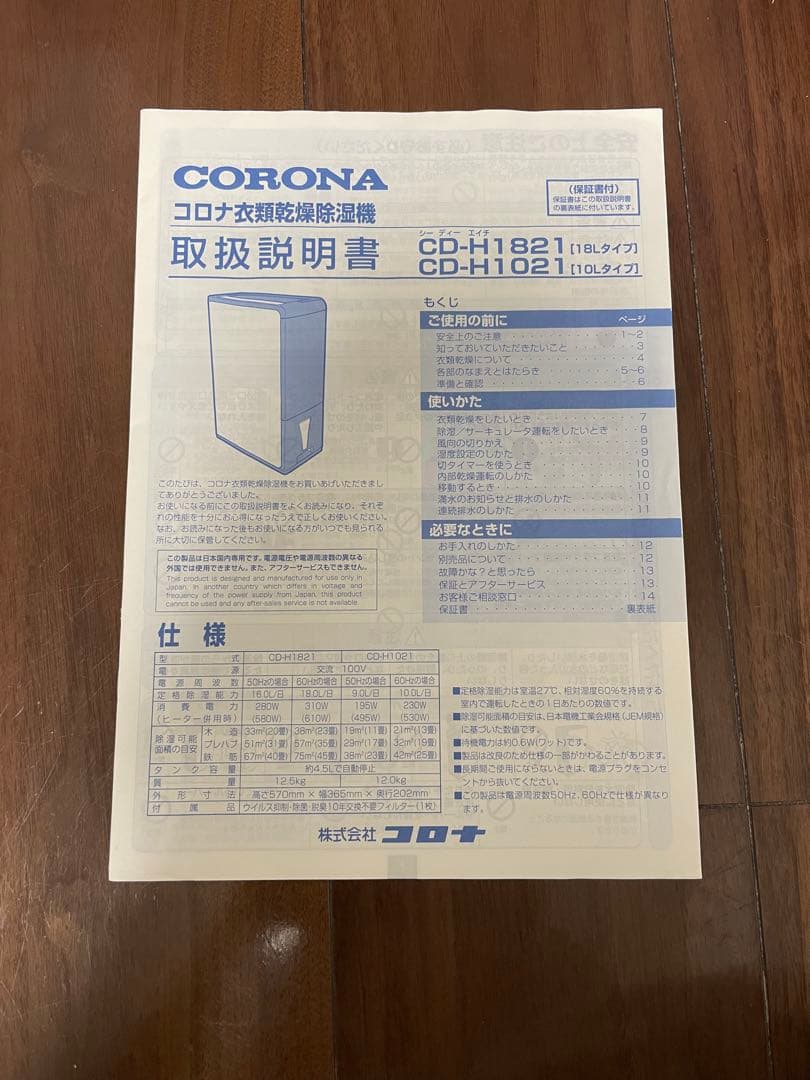 CORONA
コロナ衣類乾燥除湿機
取扱説明書
シー ディー エイチ
CD-H1821[18Lタイプ]
CD-H1021[10Lタイプ]
(保証書付)
保証書はこの取扱説明書
の裏表紙に付いています。
もくじ
ご使用の前に ページ
安全上のご注意 ・・・・・・・・・・・ 1~2
知っておいていただきたいこと ・・・・・・ 3
衣類乾燥について ・・・・・・・・・・・ 4
各部のなまえとはたらき ・・・・・・・・ 5~6
準備と確認 ・・・・・・・・・・・・・・ 6
使いかた
衣類乾燥をしたいとき・・・・・・・・・・ 7
除湿/サーキュレータ運転をしたいとき・・ 8
風向の切りかえ ・・・・・・・・・・・・ 9
湿度設定のしかた・・・・・・・・・・・・ 9
切タイマーを使うとき ・・・・・・・・・ 10
内部乾燥運転のしかた ・・・・・・・・・ 10
移動するとき・・・・・・・・・・・・・・ 10
満水のお知らせと排水のしかた・・・・・・ 11
連続排水のしかた ・・・・・・・・・・・ 11
必要なときに
お手入れのしかた・・・・・・・・・・・・ 12
別売品について ・・・・・・・・・・・・ 12
故障かな?と思ったら ・・・・・・・・・ 13
保証とアフターサービス ・・・・・・・・ 13
お客様ご相談窓口・・・・・・・・・・・・ 14
保証書 ・・・・・・・・・・・・・・ 裏表紙
このたびは、コロナ衣類乾燥除湿機をお買いあげいただきまし
てありがとうございました。
お使いになる前にこの取扱説明書をよくお読みになり、それぞ
れの性能を十分にお心得になったうえで正しくお使いください。
なお、お読みになった後もお使いになる方がいつでも見られる
所に大切に保管してください。
この製品は日本国内専用です。電源電圧や電源周波数の異なる
外国では使用できません。また、アフターサービスもできません。
This product is designed and manufactured for use only in
Japan. In another country which differs in voltage and
frequency of the power supply from Japan, this product
cannot be used and any after-sales service is not available.
仕様
型式 CD-H1821 CD-H1021
電源 交流 100V
電源周波数 50Hzの場合 60Hzの場合 50Hzの場合 60Hzの場合
定格除湿能力 16.0L/日 18.0L/日 9.0L/日 10.0L/日
消費電力 280W 310W 195W 230W
(ヒーター併用時) (580W) (610W) (495W) (530W)
除湿可能面積の目安 木造 33m²(20畳) 38m²(23畳) 19m²(11畳) 21m²(13畳)
プレハブ 51m²(31畳) 57m²(35畳) 29m²(17畳) 32m²(19畳)
鉄筋 67m²(40畳) 75m²(45畳) 38m²(23畳) 42m²(25畳)
タンク容量 約4.5Lで自動停止
質量 12.5kg 12.0kg
外形寸法 高さ570mm × 幅365mm × 奥行202mm
付属品 ウイルス抑制・除菌・脱臭10年交換不要フィルター(1枚)
■定格除湿能力は室温27℃、相対湿度60%を持続する
室内で運転したときの1日あたりの数値です。
■除湿可能面積の目安は、日本電機工業会規格(JEM規格)
に基づいた数値です。
■待機電力は約0.6W(ワット)です。
■製品は改良のため仕様の一部がかわることがあります。
■長期間ご使用にならないときは、電源プラグをコンセ
ントから抜いてください。
■この製品は電源周波数50Hz、60Hzで仕様が異なり
ます。
株式会社 コロナ